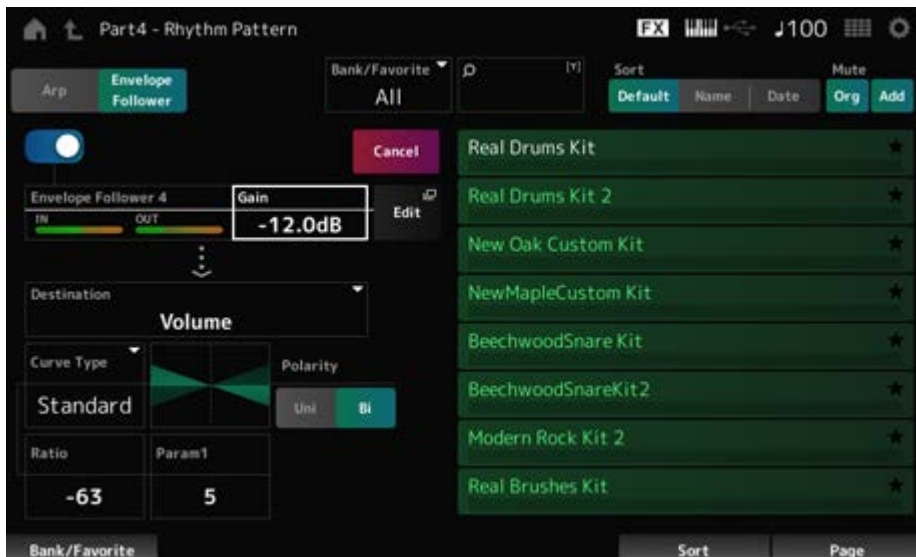 Part4 - Rhythm Pattern
FX
♩100
Arp
Envelope
Follower
Bank/Favorite
All
[Y]
Sort
Default
Name
Date
Mute
Org
Add
Cancel
Envelope Follower 4
IN
OUT
Gain
-12.0dB
Edit
Destination
Volume
Curve Type
Standard
Polarity
Uni
Bi
Ratio
-63
Param1
5
Real Drums Kit
Real Drums Kit 2
New Oak Custom Kit
NewMapleCustom Kit
BeechwoodSnare Kit
BeechwoodSnareKit2
Modern Rock Kit 2
Real Brushes Kit
Bank/Favorite
Sort
Page